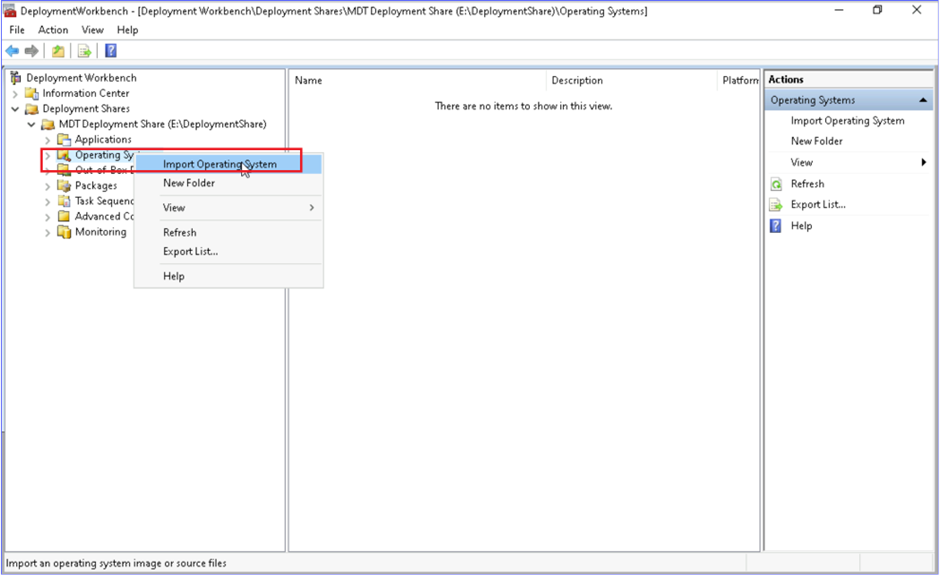 DeploymentWorkbench - [Deployment Workbench\Deployment Shares\MDT Deployment Share (E:\DeploymentShare)\Operating Systems]
File Action View Help
Deployment Workbench
Information Center
Deployment Shares
MDT Deployment Share (E:\DeploymentShare)
Applications
Operating Sy
Out-of-Box
Packages
Task Sequenc
Advanced Co
Monitoring
Import Operating System
New Folder
View
Refresh
Export List...
Help
Name Description Platform
There are no items to show in this view.
Actions
Operating Systems
Import Operating System
New Folder
View
Refresh
Export List...
Help
Import an operating system image or source files